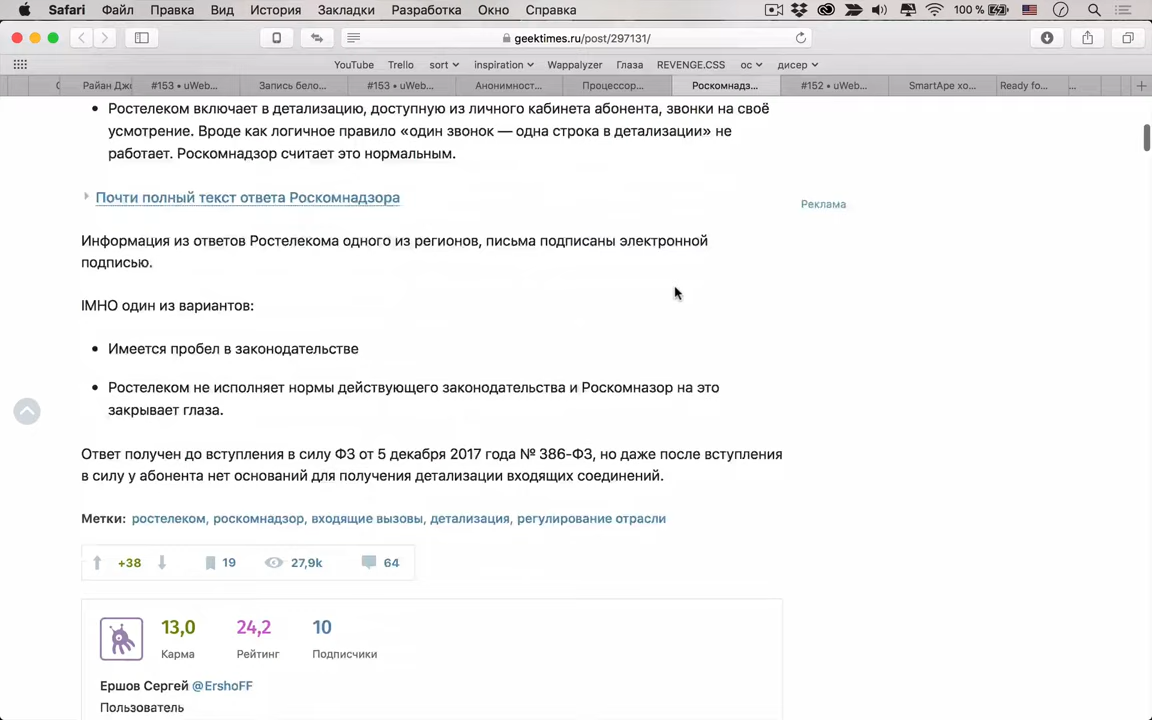 Safari Файл Правка Вид История Закладки Разработка Окно Справка 100 %
geektimes.ru/post/297131/
YouTube Trello sort inspiration Wappalyzer Глаза REVENGE.CSS ос дисер
Райан Дж #153 • uWeb... Запись бело... #153 • uWeb... Анонимност... Процессор... Роскомнадз... #152 • uWeb... SmartApe хо... Ready fo... ...
• Ростелеком включает в детализацию, доступную из личного кабинета абонента, звонки на своё
усмотрение. Вроде как логичное правило «один звонок — одна строка в детализации» не
работает. Роскомнадзор считает это нормальным.
Почти полный текст ответа Роскомнадзора
Реклама
Информация из ответов Ростелекома одного из регионов, письма подписаны электронной
подписью.
IMHO один из вариантов:
• Имеется пробел в законодательстве
• Ростелеком не исполняет нормы действующего законодательства и Роскомназор на это
закрывает глаза.
Ответ получен до вступления в силу ФЗ от 5 декабря 2017 года № 386-ФЗ, но даже после вступления
в силу у абонента нет оснований для получения детализации входящих соединений.
Метки: ростелеком, роскомнадзор, входящие вызовы, детализация, регулирование отрасли
+38 19 27,9k 64
13,0 24,2 10
Карма Рейтинг Подписчики
Ершов Сергей @ErshoFF
Пользователь